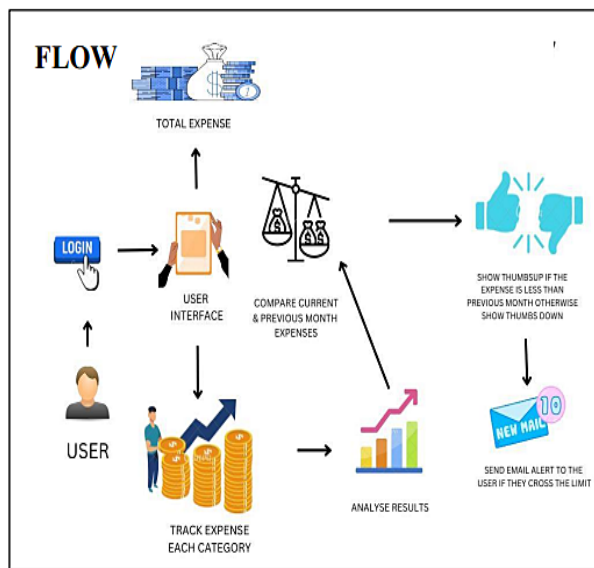 FLOW
TOTAL EXPENSE
LOGIN
USER
INTERFACE
COMPARE CURRENT
& PREVIOUS MONTH
EXPENSES
SHOW THUMBSUP IF THE
EXPENSE IS LESS THAN
PREVIOUS MONTH OTHERWISE
SHOW THUMBS DOWN
USER
TRACK EXPENSE
EACH CATEGORY
ANALYSE RESULTS
10
NEW MAIL
SEND EMAIL ALERT TO THE
USER IF THEY CROSS THE LIMIT